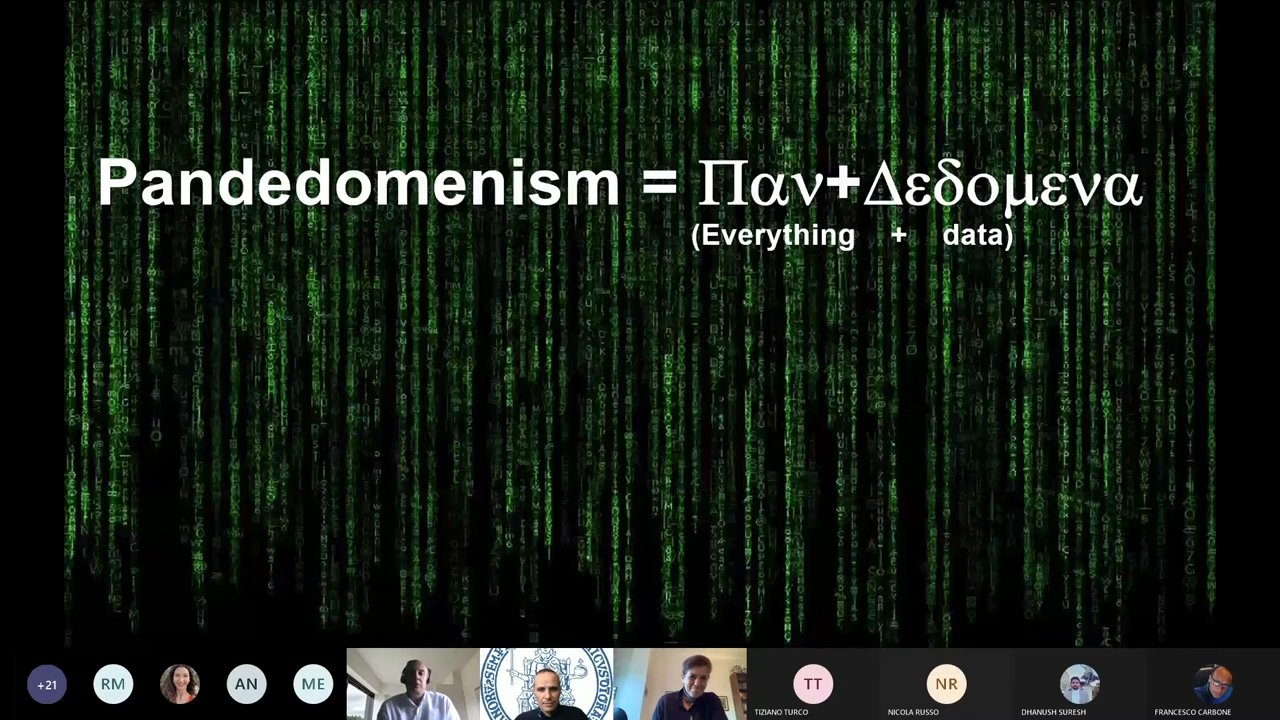 Pandedomenism = Παν+Δεδομενα
(Everything + data)
+21
RM
AN
ME
TT
NR
TIZIANO TURCO
NICOLA RUSSO
DHANUSH SURESH
FRANCESCO CARBONE